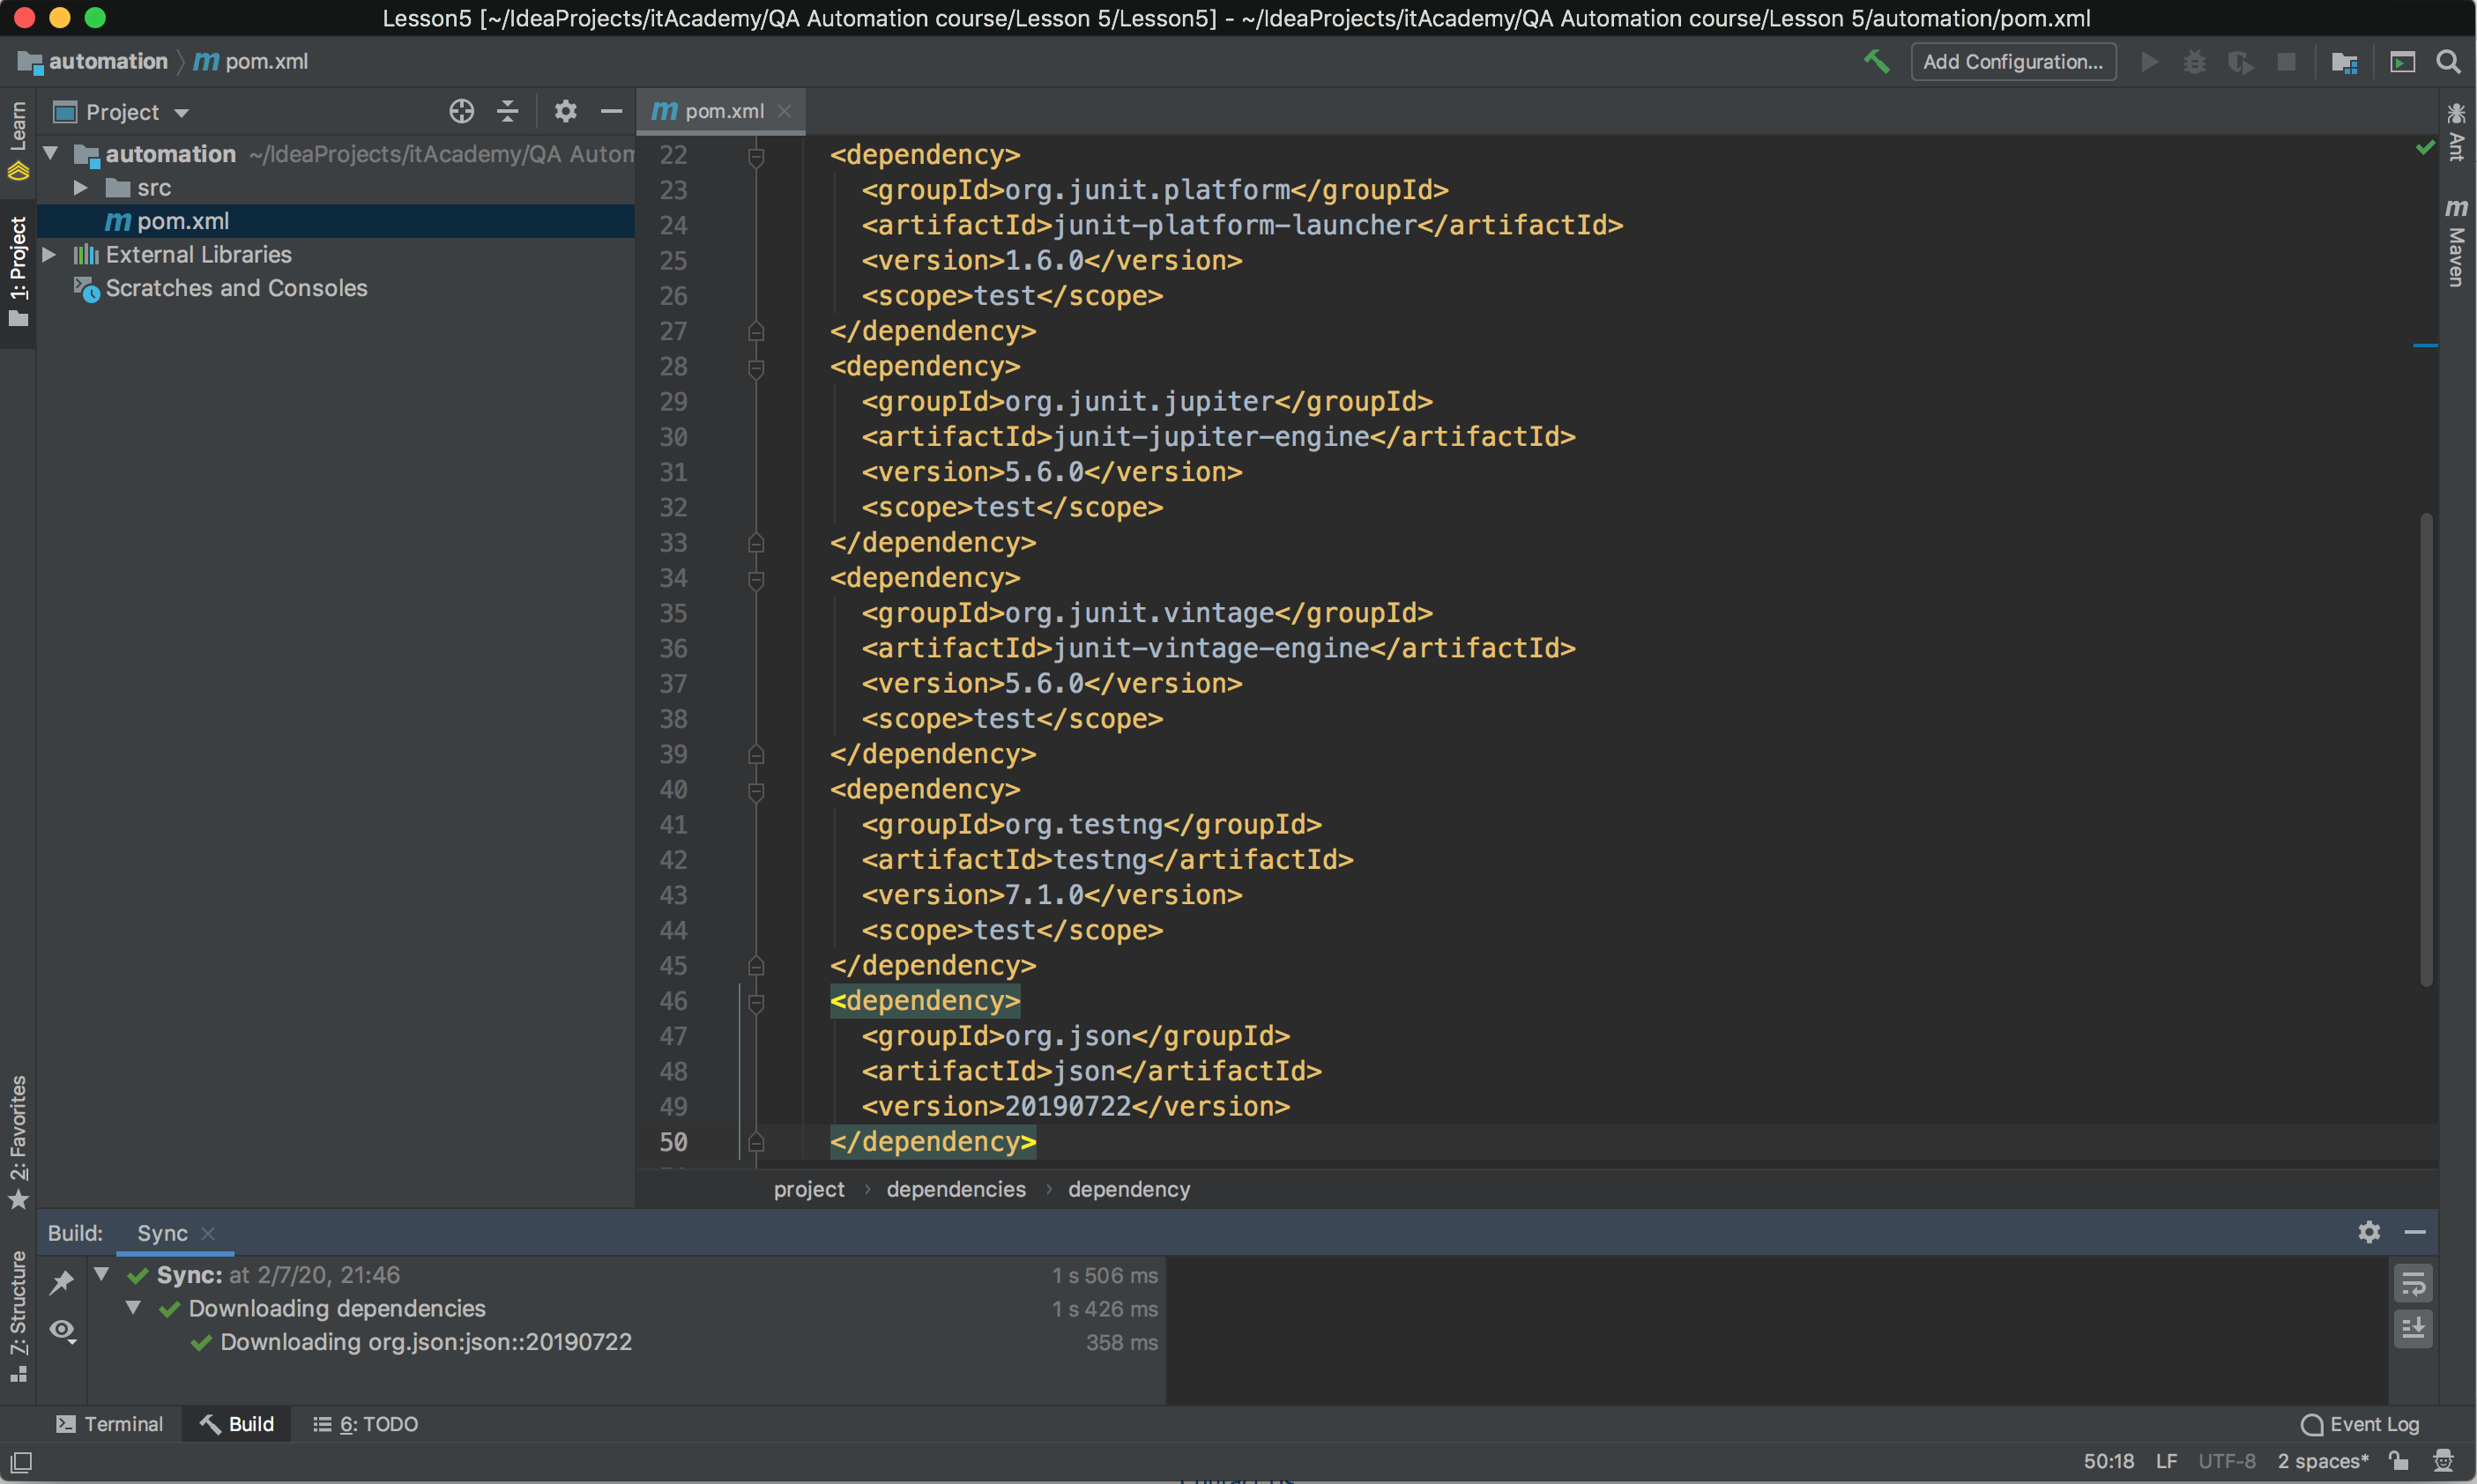 Lesson5 [~/IdeaProjects/itAcademy/QA Automation course/Lesson 5/Lesson5] - ~/IdeaProjects/itAcademy/QA Automation course/Lesson 5/automation/pom.xml
automation pom.xml
Add Configuration...
Learn
1: Project
2: Favorites
7: Structure
Project
automation ~/IdeaProjects/itAcademy/QA Autom
src
pom.xml
External Libraries
Scratches and Consoles
pom.xml
22 <dependency>
23 <groupId>org.junit.platform</groupId>
24 <artifactId>junit-platform-launcher</artifactId>
25 <version>1.6.0</version>
26 <scope>test</scope>
27 </dependency>
28 <dependency>
29 <groupId>org.junit.jupiter</groupId>
30 <artifactId>junit-jupiter-engine</artifactId>
31 <version>5.6.0</version>
32 <scope>test</scope>
33 </dependency>
34 <dependency>
35 <groupId>org.junit.vintage</groupId>
36 <artifactId>junit-vintage-engine</artifactId>
37 <version>5.6.0</version>
38 <scope>test</scope>
39 </dependency>
40 <dependency>
41 <groupId>org.testng</groupId>
42 <artifactId>testng</artifactId>
43 <version>7.1.0</version>
44 <scope>test</scope>
45 </dependency>
46 <dependency>
47 <groupId>org.json</groupId>
48 <artifactId>json</artifactId>
49 <version>20190722</version>
50 </dependency>
project › dependencies › dependency
Ant
Maven
Build: Sync
Sync: at 2/7/20, 21:46 1 s 506 ms
Downloading dependencies 1 s 426 ms
Downloading org.json:json::20190722 358 ms
Terminal Build 6: TODO Event Log
50:18 LF UTF-8 2 spaces*